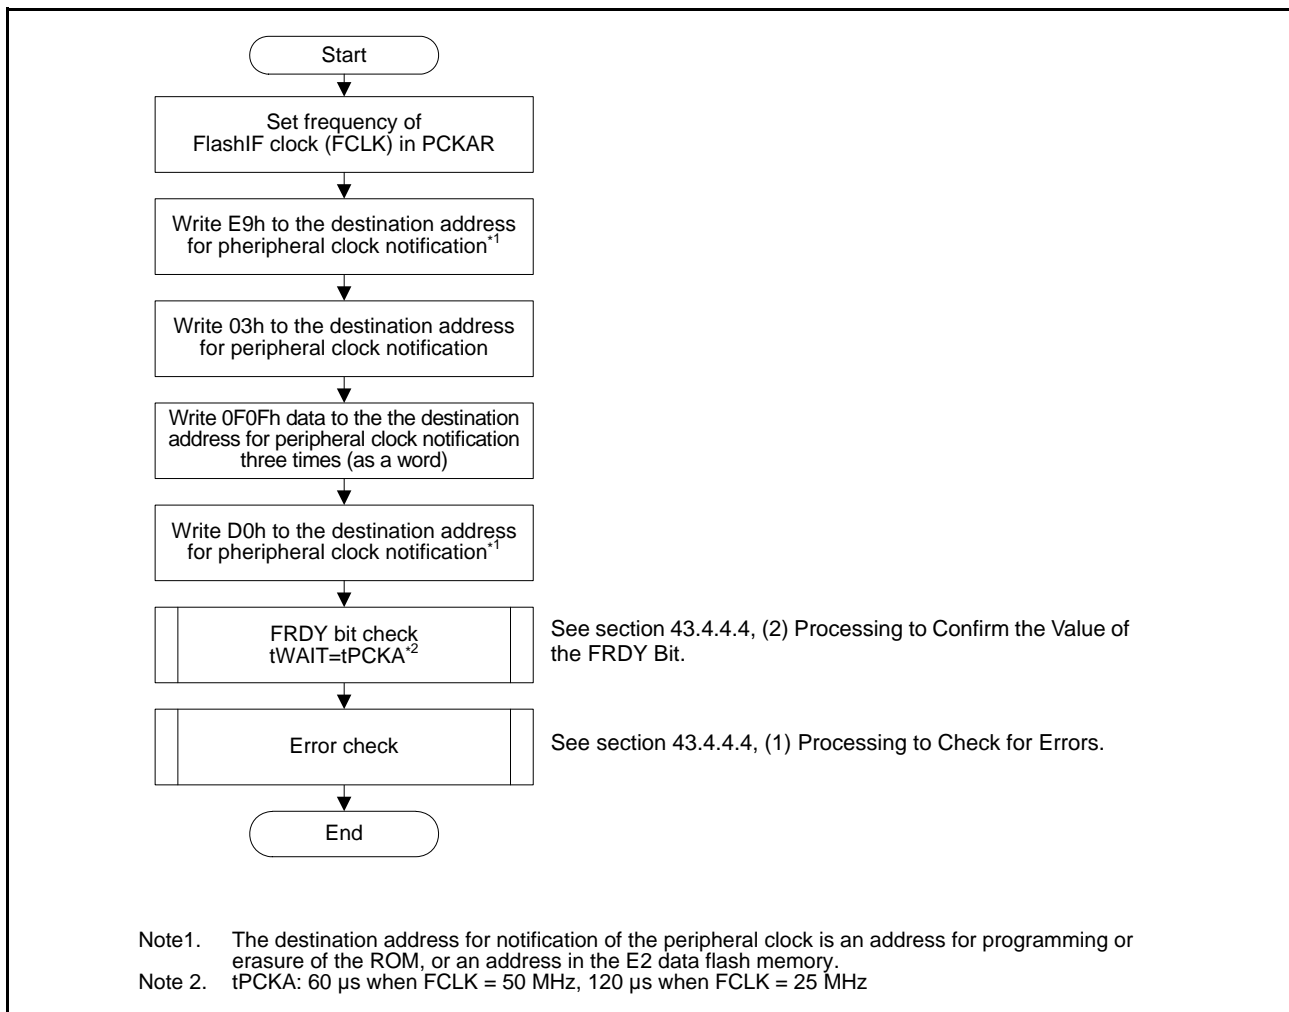 Start
Set frequency of
FlashIF clock (FCLK) in PCKAR
Write E9h to the destination address
for pheripheral clock notification*1
Write 03h to the destination address
for peripheral clock notification
Write 0F0Fh data to the the destination
address for peripheral clock notification
three times (as a word)
Write D0h to the destination address
for pheripheral clock notification*1
FRDY bit check
tWAIT=tPCKA*2
See section 43.4.4.4, (2) Processing to Confirm the Value of
the FRDY Bit.
Error check
See section 43.4.4.4, (1) Processing to Check for Errors.
End
Note1. The destination address for notification of the peripheral clock is an address for programming or
erasure of the ROM, or an address in the E2 data flash memory.
Note 2. tPCKA: 60 µs when FCLK = 50 MHz, 120 µs when FCLK = 25 MHz